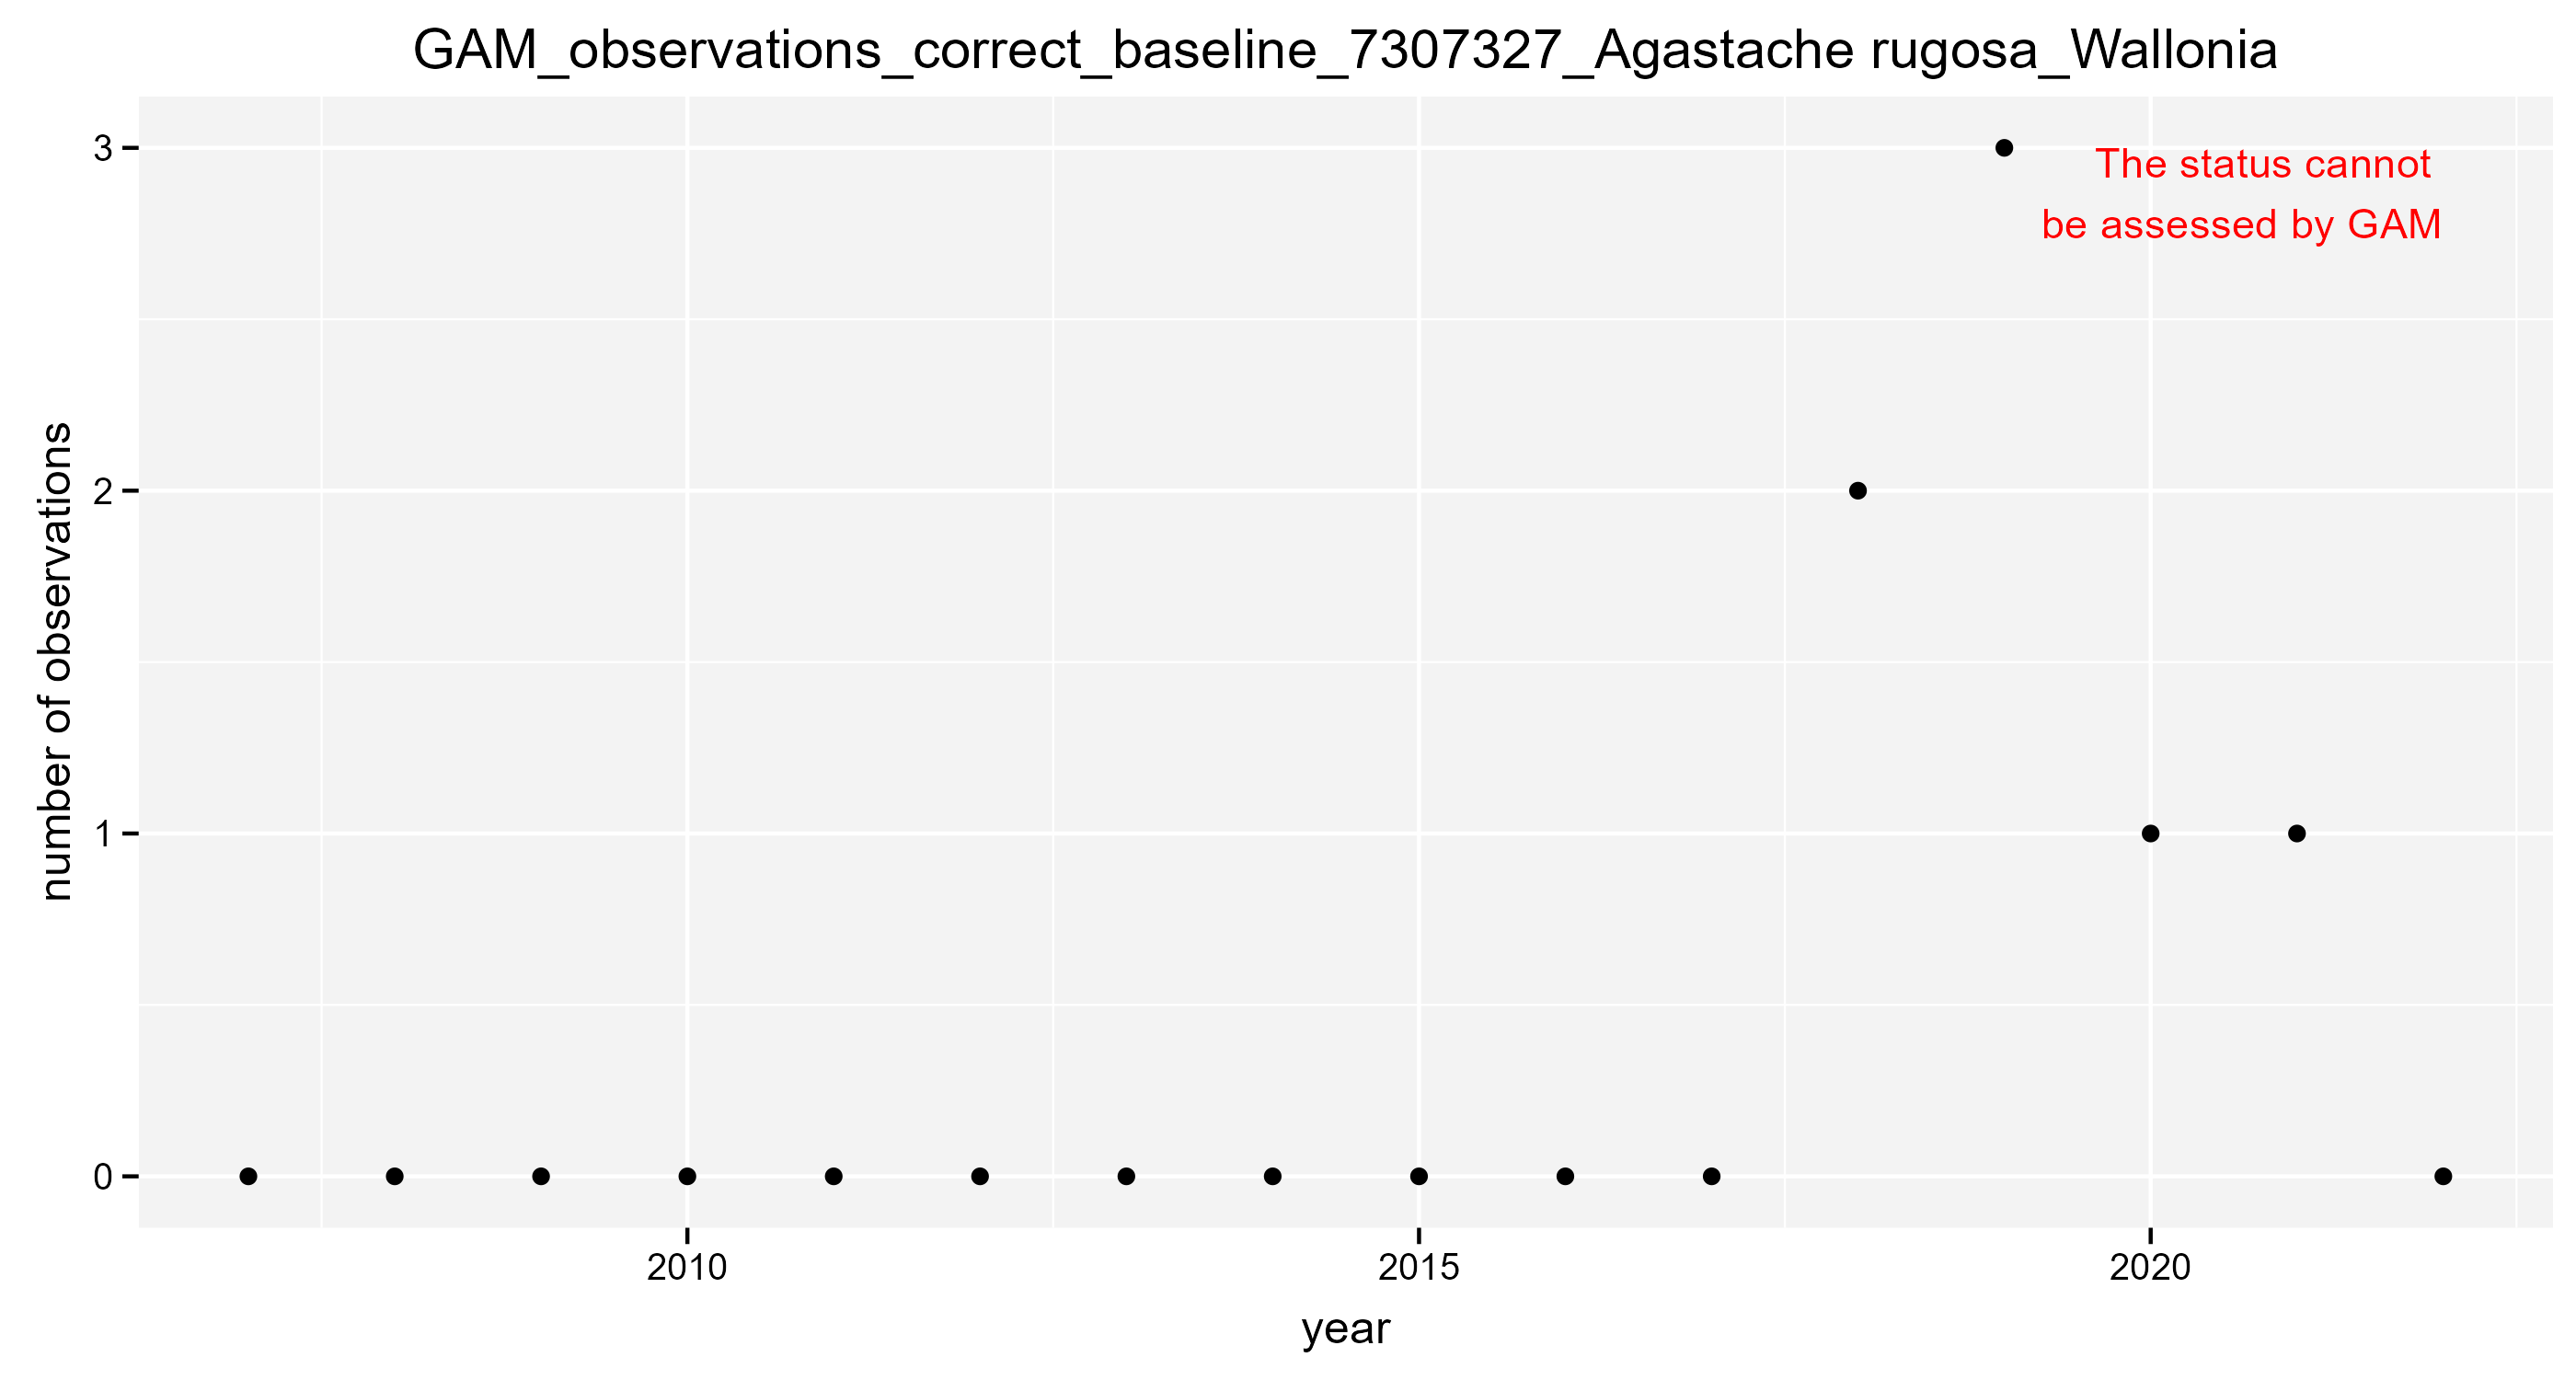 GAM_observations_correct_baseline_7307327_Agastache rugosa_Wallonia
3
The status cannot
be assessed by GAM
2
number of observations
1
0
2010
2015
2020
year